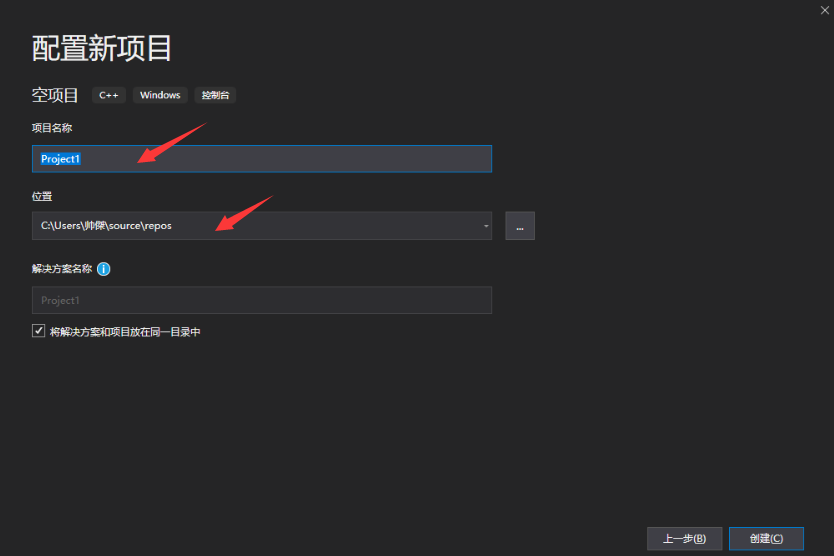 配置新项目
空项目 C++ Windows 控制台
项目名称
Project1
位置
C:\Users\帅傑\source\repos
...
解决方案名称
Project1
将解决方案和项目放在同一目录中
上一步(B) 创建(C)